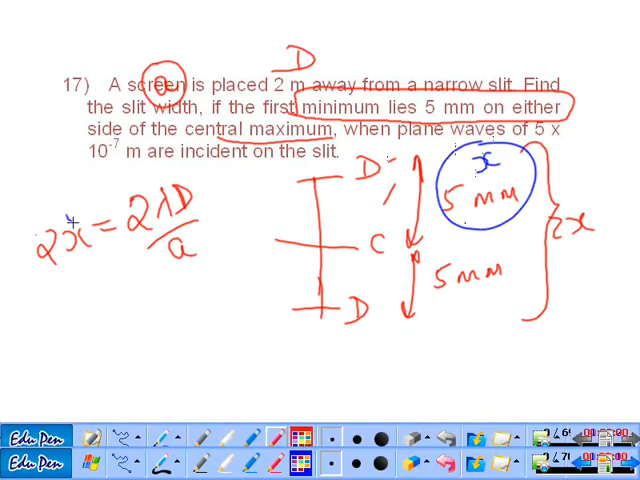 D
17) A screen is placed 2 m away from a narrow slit. Find
the slit width, if the first minimum lies 5 mm on either
side of the central maximum, when plane waves of 5 x
10⁻⁷ m are incident on the slit.
a
D
x
5 mm
2x = 2λD/a
C
2x
5 mm
D
Edu Pen
Edu Pen